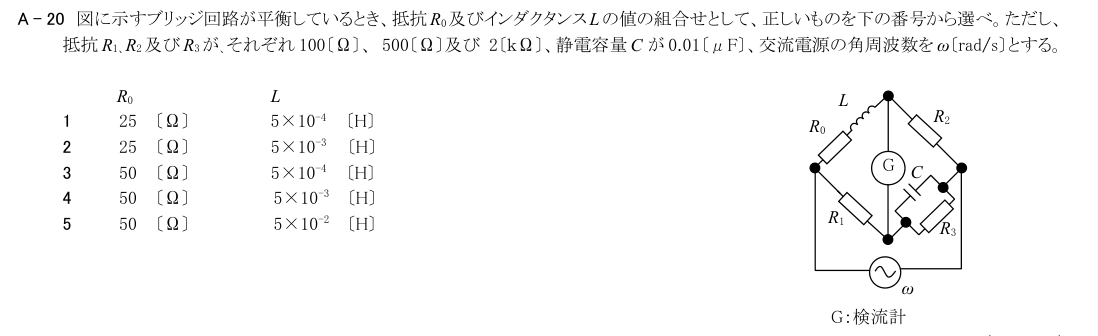 A－20 図に示すブリッジ回路が平衡しているとき、抵抗R₀及びインダクタンスLの値の組合せとして、正しいものを下の番号から選べ。ただし、
抵抗R₁、R₂及びR₃が、それぞれ100〔Ω〕、500〔Ω〕及び 2〔kΩ〕、静電容量Cが0.01〔μF〕、交流電源の角周波数をω〔rad/s〕とする。
R₀ L
1 25 〔Ω〕 5×10⁻⁴ 〔H〕
2 25 〔Ω〕 5×10⁻³ 〔H〕
3 50 〔Ω〕 5×10⁻⁴ 〔H〕
4 50 〔Ω〕 5×10⁻³ 〔H〕
5 50 〔Ω〕 5×10⁻² 〔H〕
L
R₀
R₂
G
C
R₁
R₃
ω
G：検流計